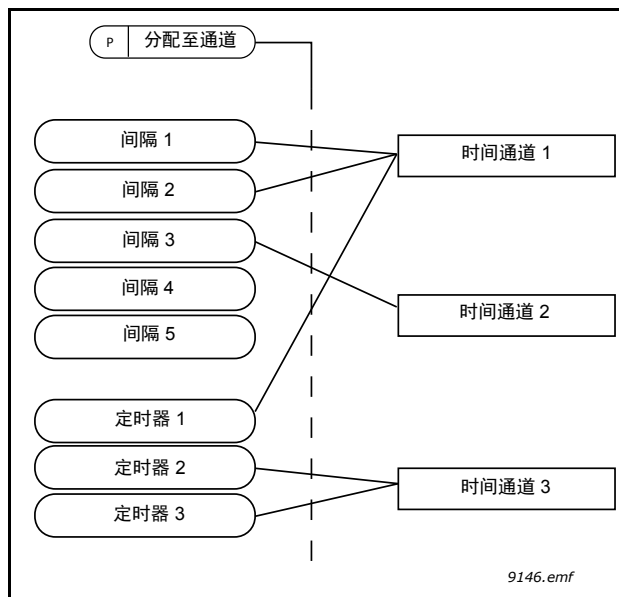 P 分配至通道
间隔 1
时间通道 1
间隔 2
间隔 3
间隔 4
时间通道 2
间隔 5
定时器 1
定时器 2
时间通道 3
定时器 3
9146.emf